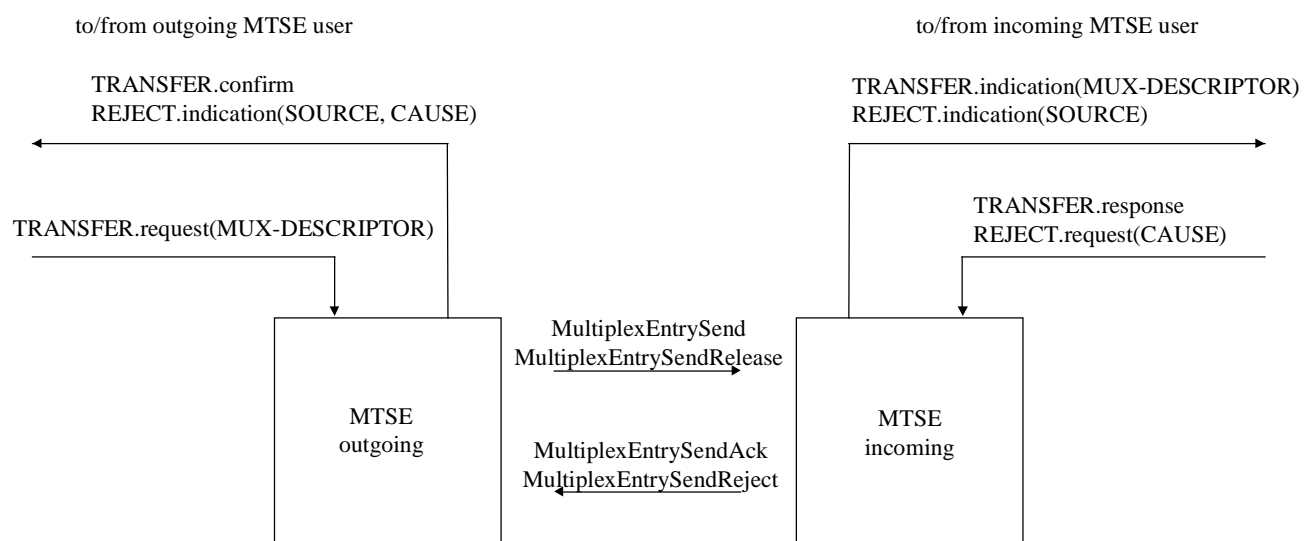 to/from outgoing MTSE user
to/from incoming MTSE user
TRANSFER.confirm
REJECT.indication(SOURCE, CAUSE)
TRANSFER.indication(MUX-DESCRIPTOR)
REJECT.indication(SOURCE)
TRANSFER.request(MUX-DESCRIPTOR)
TRANSFER.response
REJECT.request(CAUSE)
MultiplexEntrySend
MultiplexEntrySendRelease
MTSE
outgoing
MTSE
incoming
MultiplexEntrySendAck
MultiplexEntrySendReject